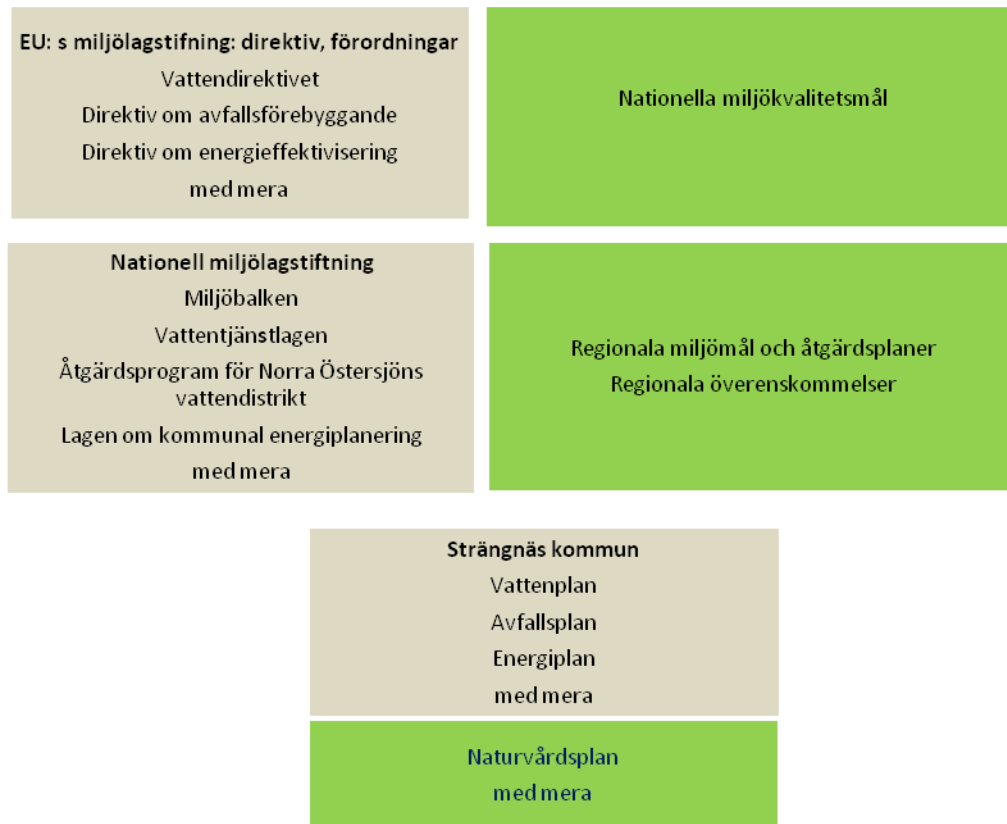 EU: s miljölagstifning: direktiv, förordningar
Vattendirektivet
Direktiv om avfallsförebyggande
Direktiv om energieffektivisering
med mera
Nationella miljökvalitetsmål
Nationell miljölagstiftning
Miljöbalken
Vattentjänstlagen
Åtgärdsprogram för Norra Östersjöns
vattendistrikt
Lagen om kommunal energiplanering
med mera
Regionala miljömål och åtgärdsplaner
Regionala överenskommelser
Strängnäs kommun
Vattenplan
Avfallsplan
Energiplan
med mera
Naturvårdsplan
med mera